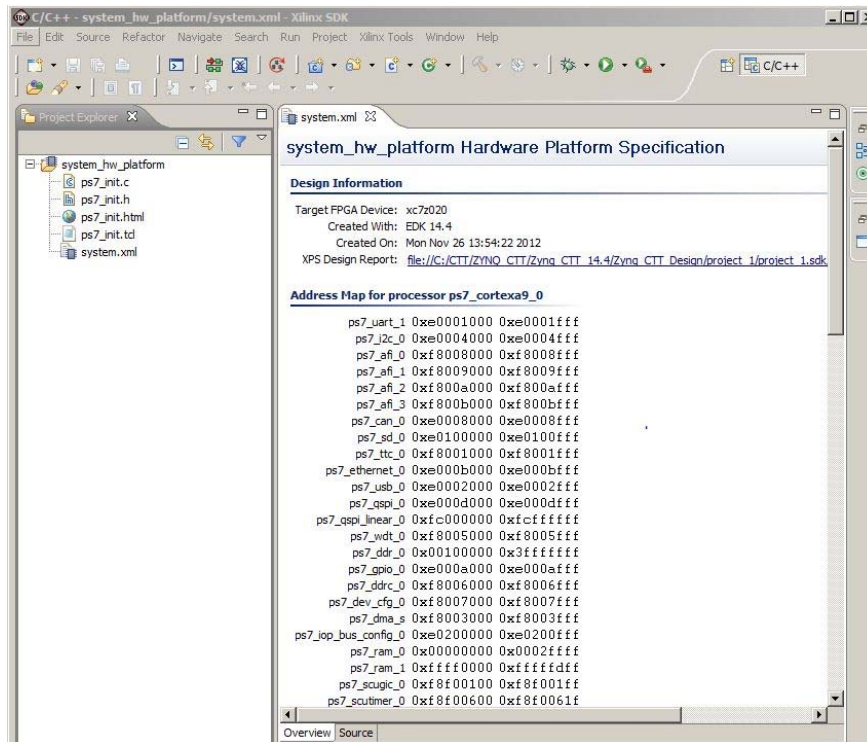 C/C++ - system_hw_platform/system.xml - Xilinx SDK
File Edit Source Refactor Navigate Search Run Project Xilinx Tools Window Help
C/C++
Project Explorer
system.xml
system_hw_platform
ps7_init.c
ps7_init.h
ps7_init.html
ps7_init.tcl
system.xml
system_hw_platform Hardware Platform Specification
Design Information
Target FPGA Device: xc7z020
Created With: EDK 14.4
Created On: Mon Nov 26 13:54:22 2012
XPS Design Report: file://C:/CTT/ZYNQ_CTT/Zynq_CTT_14.4/Zynq_CTT_Design/project_1/project_1.sdk
Address Map for processor ps7_cortexa9_0
ps7_uart_1 0xe0001000 0xe0001fff
ps7_i2c_0 0xe0004000 0xe0004fff
ps7_afi_0 0xf8008000 0xf8008fff
ps7_afi_1 0xf8009000 0xf8009fff
ps7_afi_2 0xf800a000 0xf800afff
ps7_afi_3 0xf800b000 0xf800bfff
ps7_can_0 0xe0008000 0xe0008fff
ps7_sd_0 0xe0100000 0xe0100fff
ps7_ttc_0 0xf8001000 0xf8001fff
ps7_ethernet_0 0xe000b000 0xe000bfff
ps7_usb_0 0xe0002000 0xe0002fff
ps7_qspi_0 0xe000d000 0xe000dfff
ps7_qspi_linear_0 0xfc000000 0xfcffffff
ps7_wdt_0 0xf8005000 0xf8005fff
ps7_ddr_0 0x00100000 0x3fffffff
ps7_gpio_0 0xe000a000 0xe000afff
ps7_ddrc_0 0xf8006000 0xf8006fff
ps7_dev_cfg_0 0xf8007000 0xf8007fff
ps7_dma_s 0xf8003000 0xf8003fff
ps7_iop_bus_config_0 0xe0200000 0xe0200fff
ps7_ram_0 0x00000000 0x0002ffff
ps7_ram_1 0xffff0000 0xfffffdff
ps7_scugic_0 0xf8f00100 0xf8f001ff
ps7_scutimer_0 0xf8f00600 0xf8f0061f
Overview Source